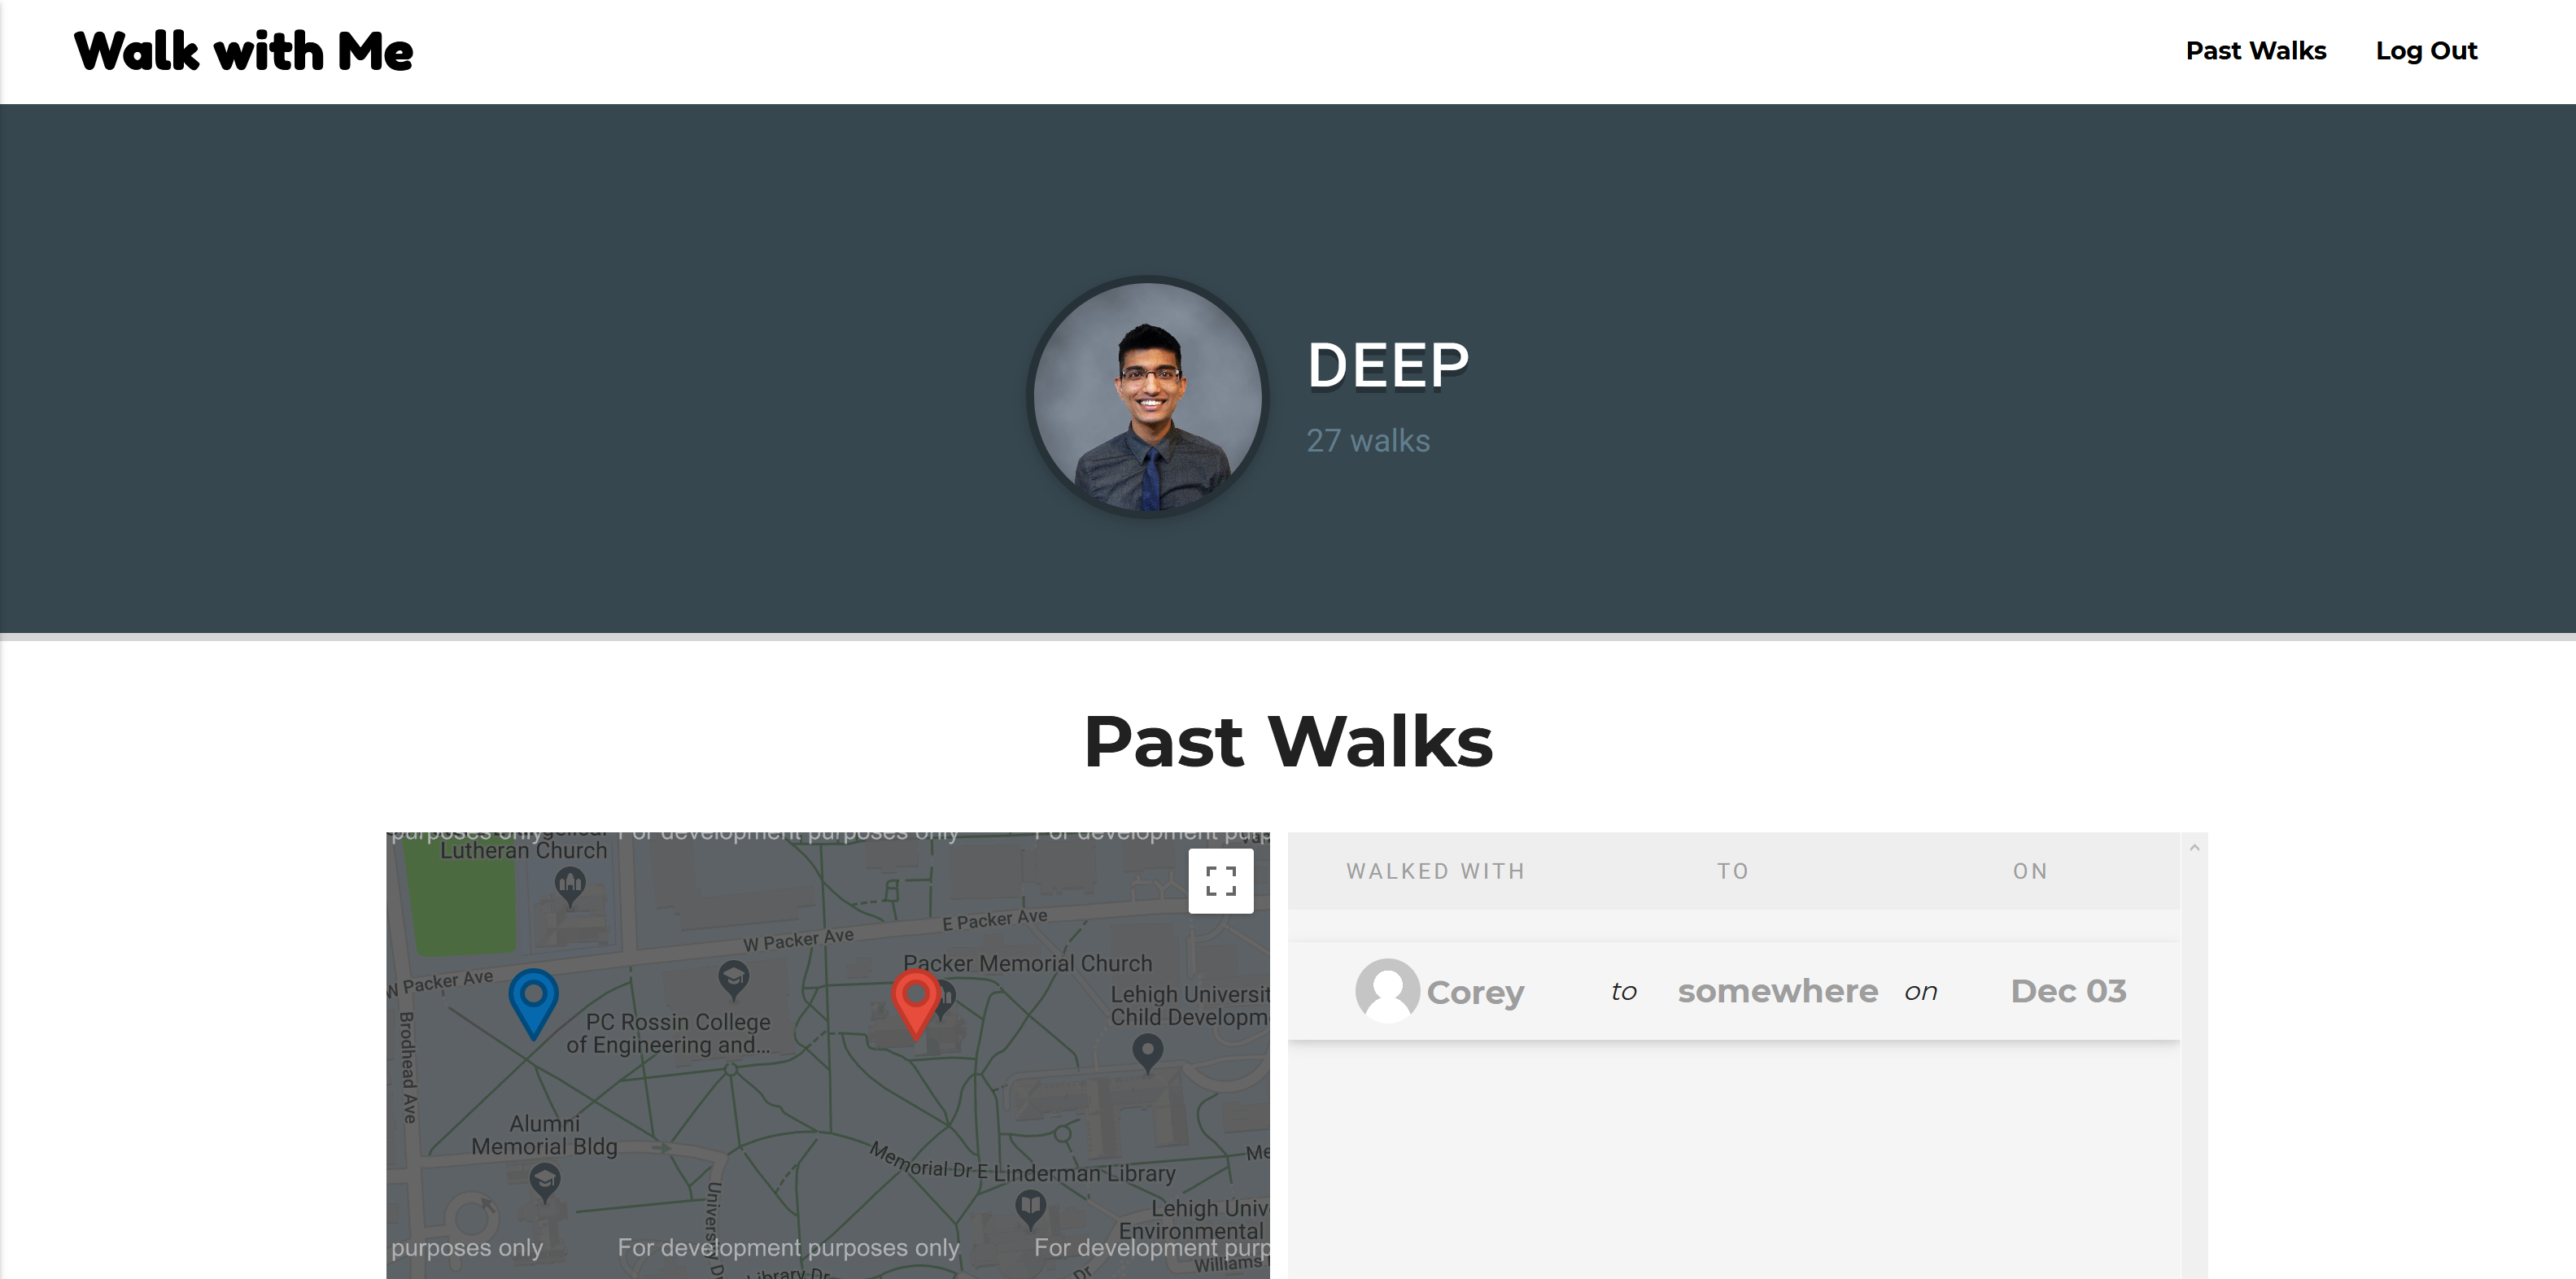 Walk with Me
Past Walks
Log Out
DEEP
27 walks
Past Walks
purposes only
For development purposes only
For development purp
Lutheran Church
W Packer Ave
E Packer Ave
W Packer Ave
Packer Memorial Church
Lehigh Universit
Child Developm
PC Rossin College
of Engineering and...
Brodhead Ave
Alumni
Memorial Bldg
Memorial Dr E
Linderman Library
Me
University Dr
Lehigh Univ
Environmental
purposes only
For development purposes only
For development purp
Library Dr
Dr
Williams
WALKED WITH
TO
ON
Corey
to
somewhere
on
Dec 03